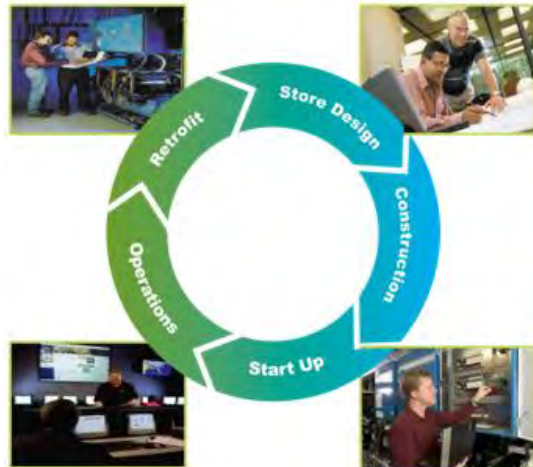 Store Design
Construction
Start Up
Operations
Retrofit